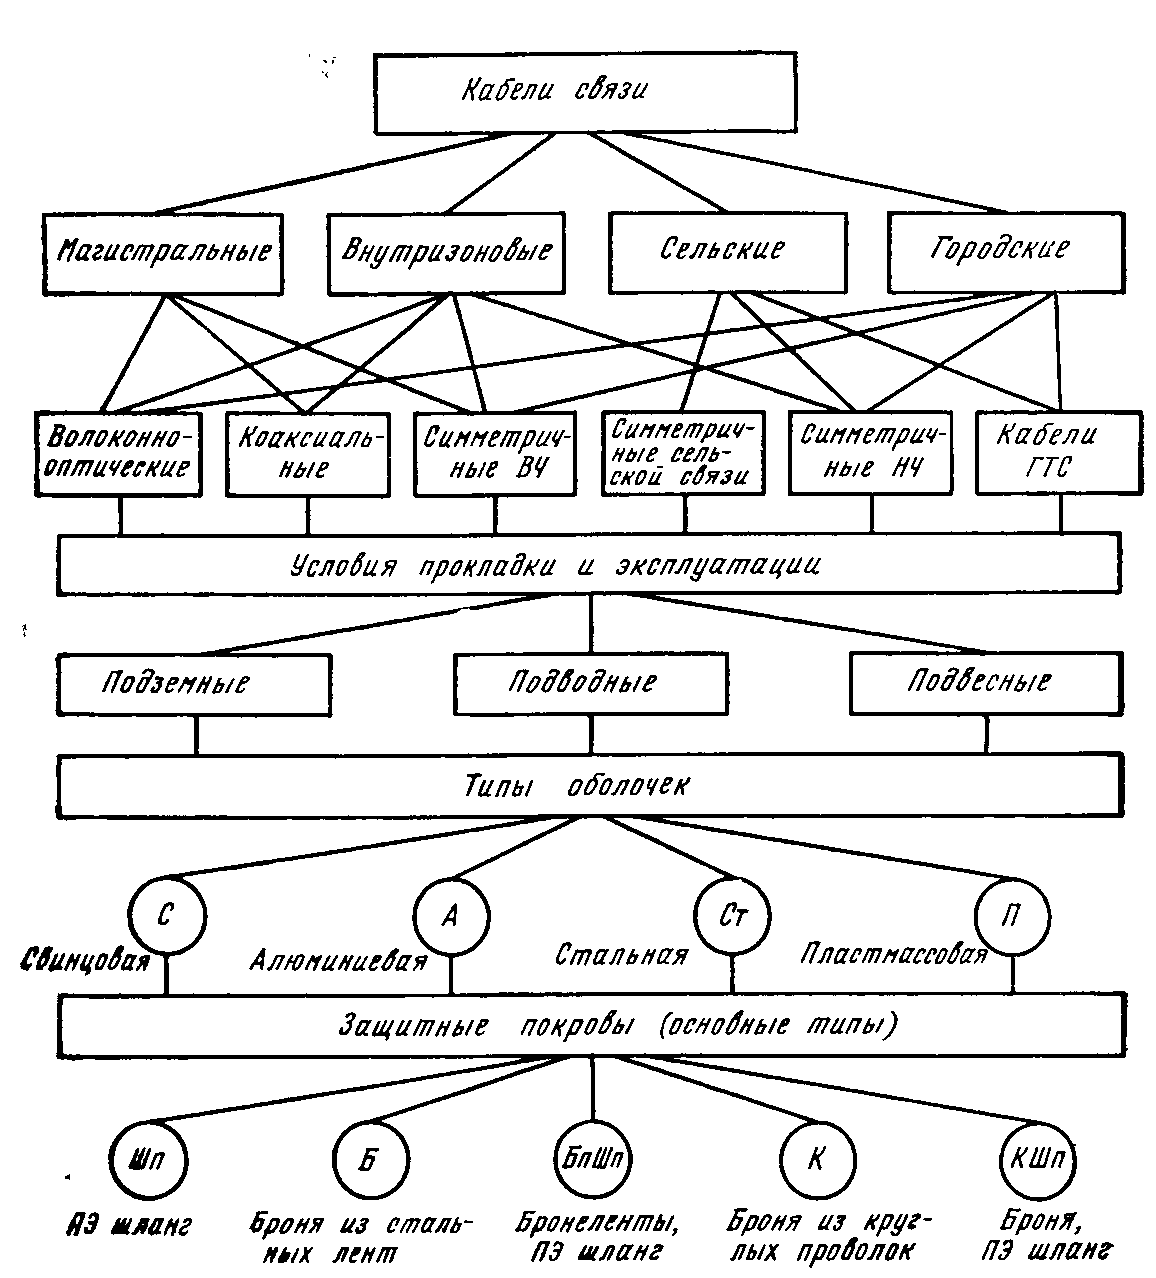 Кабели связи
Магистральные
Внутризоновые
Сельские
Городские
Волоконно-
оптические
Коаксиаль-
ные
Симметрич-
ные ВЧ
Симметрич-
ные сель-
ской связи
Симметрич-
ные НЧ
Кабели
ГТС
Условия прокладки и эксплуатации
Подземные
Подводные
Подвесные
Типы оболочек
С
А
Ст
П
Свинцовая
Алюминиевая
Стальная
Пластмассовая
Защитные покровы (основные типы)
Шп
Б
БпШп
К
КШп
ПЭ шланг
Броня из сталь-
ных лент
Бронеленты,
ПЭ шланг
Броня из круг-
лых проволок
Броня,
ПЭ шланг